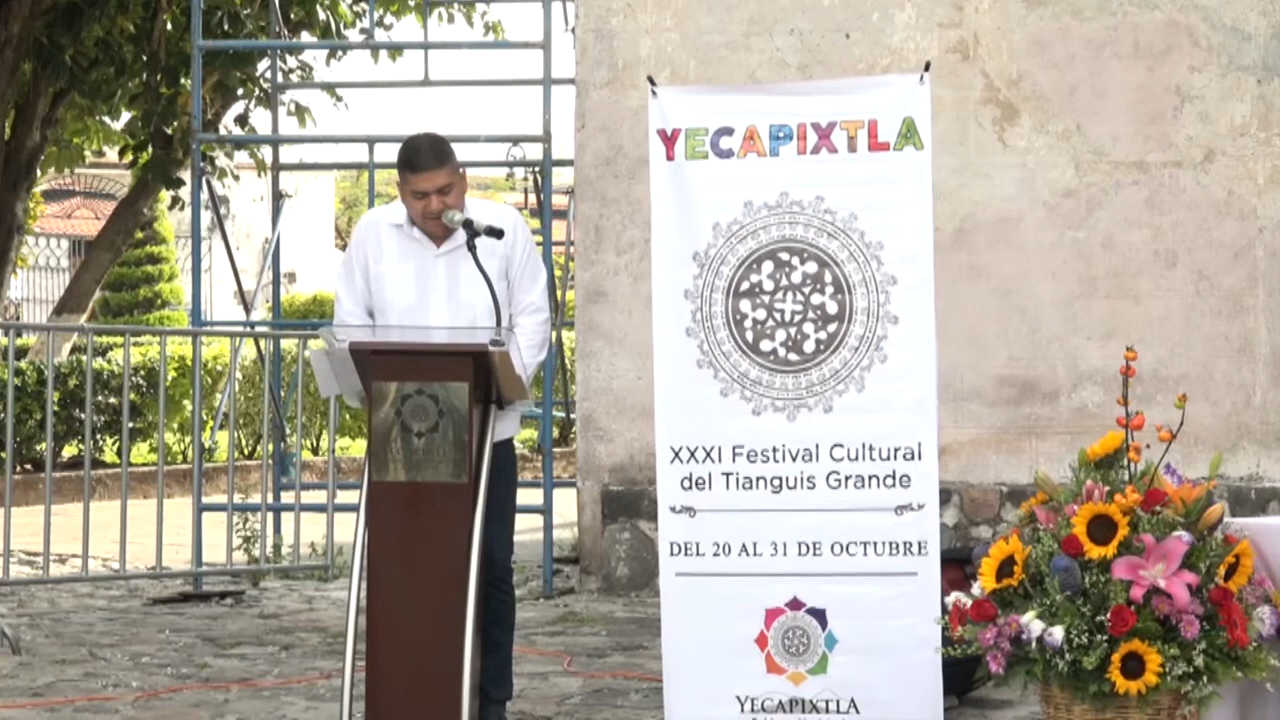 YECAPIXTLA
XXXI Festival Cultural
del Tianguis Grande
DEL 20 AL 31 DE OCTUBRE
YECAPIXTLA